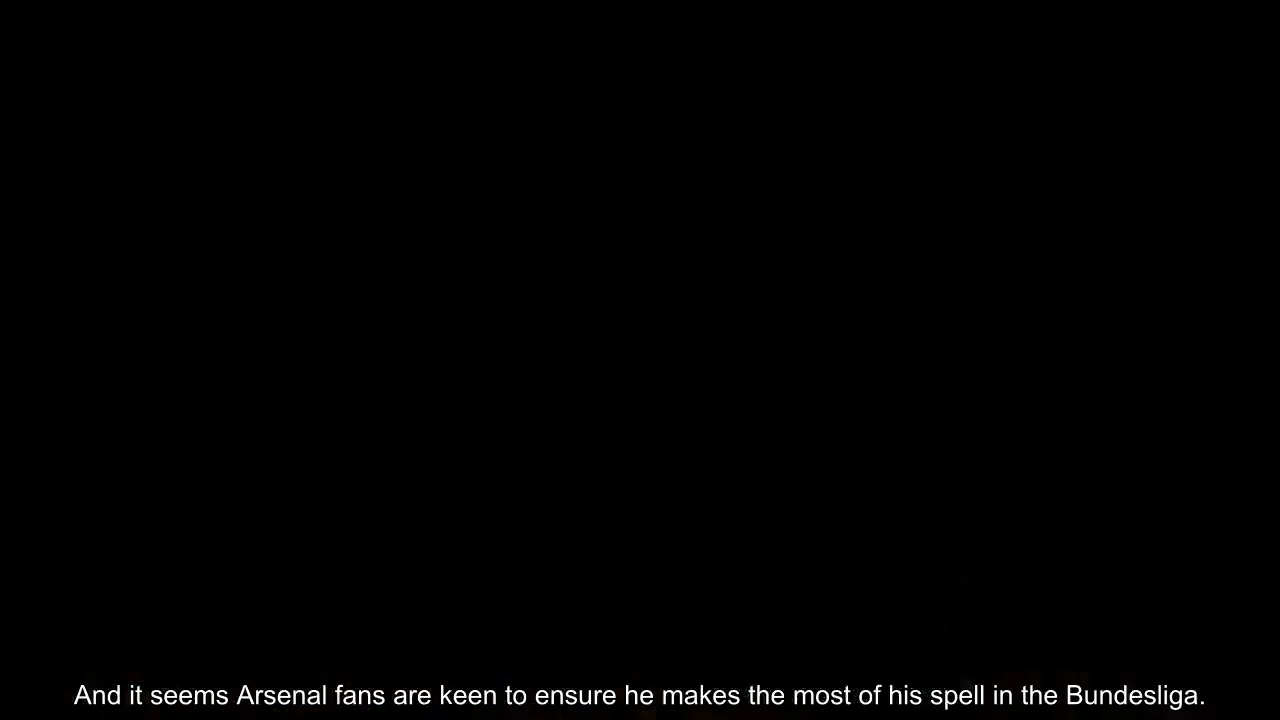 And it seems Arsenal fans are keen to ensure he makes the most of his spell in the Bundesliga.